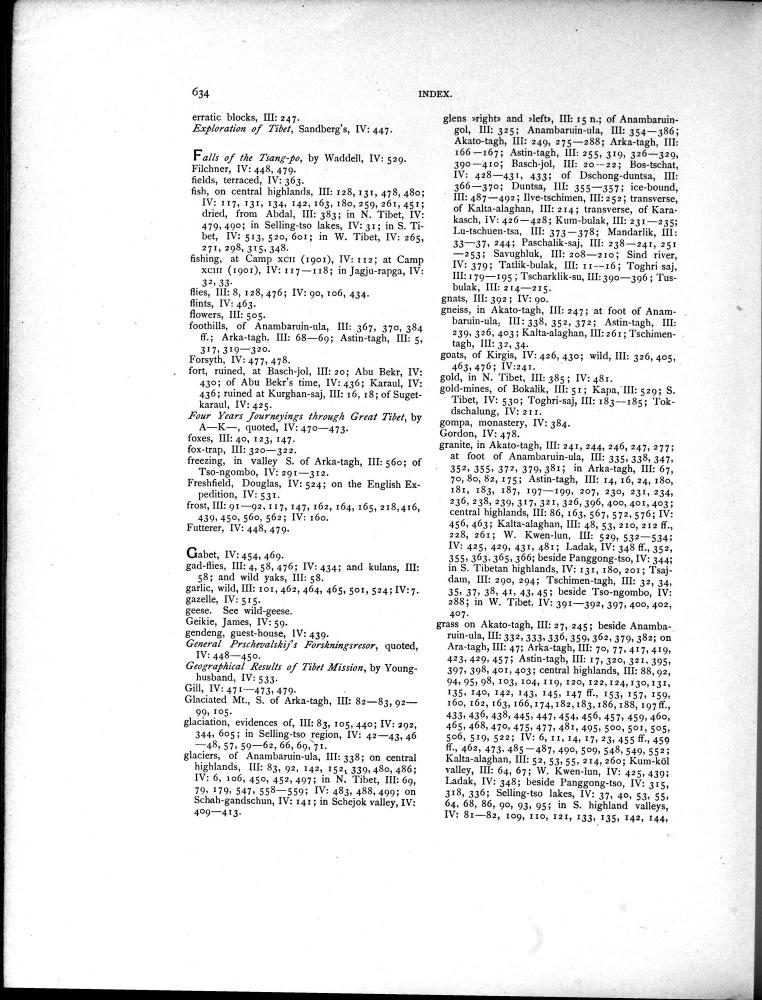 634
INDEX.
erratic blocks, III: 247.
Exploration of Tibet, Sandberg's, IV: 447.
Falls of the Tsang-po, by Waddell, IV: 529.
Filchner, IV: 448, 479.
fields, terraced, IV: 363.
fish, on central highlands, III: 128, 131, 478, 480;
IV: 117, 131, 134, 142, 163, 180, 259, 261, 451;
dried, from Abdal, III: 383; in N. Tibet, IV:
479, 490; in Selling-tso lakes, IV: 31; in S. Ti-
bet, IV: 513, 520, 601; in W. Tibet, IV: 265,
271, 298, 315, 348.
fishing, at Camp XCII (1901), IV: 112; at Camp
XCIII (1901), IV: 117—118; in Jagju-rapga, IV:
32, 33.
flies, III: 8, 128, 476; IV: 90, 106, 434.
flints, IV: 463.
flowers, III: 505.
foothills, of Anambaruin-ula, III: 367, 370, 384
ff.; Arka-tagh, III: 68—69; Astin-tagh, III: 5,
317, 319—320.
Forsyth, IV: 477, 478.
fort, ruined, at Basch-jol, III: 20; Abu Bekr, IV:
430; of Abu Bekr's time, IV: 436; Karaul, IV:
436; ruined at Kurghan-saj, III: 16, 18; of Suget-
karaul, IV: 425.
Four Years Journeyings through Great Tibet, by
A—K—, quoted, IV: 470—473.
foxes, III: 40, 123, 147.
fox-trap, III: 320—322.
freezing, in valley S. of Arka-tagh, III: 560; of
Tso-ngombo, IV: 291—312.
Freshfield, Douglas, IV: 524; on the English Ex-
pedition, IV: 531.
frost, III: 91—92, 117, 147, 162, 164, 165, 218, 416,
439, 450, 560, 562; IV: 160.
Futterer, IV: 448, 479.
Gabet, IV: 454, 469.
gad-flies, III: 4, 58, 476; IV: 434; and kulans, III:
58; and wild yaks, III: 58.
garlic, wild, III: 101, 462, 464, 465, 501, 524; IV: 7.
gazelle, IV: 515.
geese. See wild-geese.
Geikie, James, IV: 59.
gendeng, guest-house, IV: 439.
General Prschevalskij's Forskningsresor, quoted,
IV: 448—450.
Geographical Results of Tibet Mission, by Young-
husband, IV: 533.
Gill, IV: 471—473, 479.
Glaciated Mt., S. of Arka-tagh, III: 82—83, 92—
99, 105.
glaciation, evidences of, III: 83, 105, 440; IV: 292,
344, 605; in Selling-tso region, IV: 42—43, 46
—48, 57, 59—62, 66, 69, 71.
glaciers, of Anambaruin-ula, III: 338; on central
highlands, III: 83, 92, 142, 152, 339, 480, 486;
IV: 6, 106, 450, 452, 497; in N. Tibet, III: 69,
79, 179, 547, 558—559; IV: 483, 488, 499; on
Schah-gandschun, IV: 141; in Schejok valley, IV:
409—413.
glens »right» and »left», III: 15 n.; of Anambaruin-
gol, III: 325; Anambaruin-ula, III: 354—386;
Akato-tagh, III: 249, 275—288; Arka-tagh, III:
166—167; Astin-tagh, III: 255, 319, 326—329,
390—410; Basch-jol, III: 20—22; Bos-tschat,
IV: 428—431, 433; of Dschong-duntsa, III:
366—370; Duntsa, III: 355—357; ice-bound,
III: 487—492; Ilve-tschimen, III: 252; transverse,
of Kalta-alaghan, III: 214; transverse, of Kara-
kasch, IV: 426—428; Kum-bulak, III: 231—235;
Lu-tschuen-tsa, III: 373—378; Mandarlik, III:
33—37, 244; Paschalik-saj, III: 238—241, 251
—253; Savughluk, III: 208—210; Sind river,
IV: 379; Tatlik-bulak, III: 11—16; Toghri saj,
III: 179—195; Tscharklik-su, III: 390—396; Tus-
bulak, III: 214—215.
gnats, III: 392; IV: 90.
gneiss, in Akato-tagh, III: 247; at foot of Anam-
baruin-ula, III: 338, 352, 372; Astin-tagh, III:
239, 326, 403; Kalta-alaghan, III: 261; Tschimen-
tagh, III: 32, 34.
goats, of Kirgis, IV: 426, 430; wild, III: 326, 405,
463, 476; IV: 241.
gold, in N. Tibet, III: 385; IV: 481.
gold-mines, of Bokalik, III: 51; Kapa, III: 529; S.
Tibet, IV: 530; Toghri-saj, III: 183—185; Tok-
dschalung, IV: 211.
gompa, monastery, IV: 384.
Gordon, IV: 478.
granite, in Akato-tagh, III: 241, 244, 246, 247, 277;
at foot of Anambaruin-ula, III: 335, 338, 347,
352, 355, 372, 379, 381; in Arka-tagh, III: 67,
70, 80, 82, 175; Astin-tagh, III: 14, 16, 24, 180,
181, 183, 187, 197—199, 207, 230, 231, 234,
236, 238, 239, 317, 321, 326, 396, 400, 401, 403;
central highlands, III: 86, 163, 567, 572, 576; IV:
456, 463; Kalta-alaghan, III: 48, 53, 210, 212 ff.,
228, 261; W. Kwen-lun, III: 529, 532—534;
IV: 425, 429, 431, 481; Ladak, IV: 348 ff., 352,
355, 363, 365, 366; beside Panggong-tso, IV: 344;
in S. Tibetan highlands, IV: 131, 180, 201; Tsaj-
dam, III: 290, 294; Tschimen-tagh, III: 32, 34,
35, 37, 38, 41, 43, 45; beside Tso-ngombo, IV:
288; in W. Tibet, IV: 391—392, 397, 400, 402,
407.
grass on Akato-tagh, III: 27, 245; beside Anamba-
ruin-ula, III: 332, 333, 336, 359, 362, 379, 382; on
Ara-tagh, III: 47; Arka-tagh, III: 70, 77, 417, 419,
423, 429, 457; Astin-tagh, III: 17, 320, 321, 395,
397, 398, 401, 403; central highlands, III: 88, 92,
94, 95, 98, 103, 104, 119, 120, 122, 124, 130, 131,
135, 140, 142, 143, 145, 147 ff., 153, 157, 159,
160, 162, 163, 166, 174, 182, 183, 186, 188, 197 ff.,
433, 436, 438, 445, 447, 454, 456, 457, 459, 460,
465, 468, 470, 475, 477, 481, 495, 500, 501, 505,
506, 519, 522; IV: 6, 11, 14, 17, 23, 455 ff., 459
ff., 462, 473, 485—487, 490, 509, 548, 549, 552;
Kalta-alaghan, III: 52, 53, 55, 214, 260; Kum-köl
valley, III: 64, 67; W. Kwen-lun, IV: 425, 439;
Ladak, IV: 348; beside Panggong-tso, IV: 315,
318, 336; Selling-tso lakes, IV: 37, 40, 53, 55,
64, 68, 86, 90, 93, 95; in S. highland valleys,
IV: 81—82, 109, 110, 121, 133, 135, 142, 144,